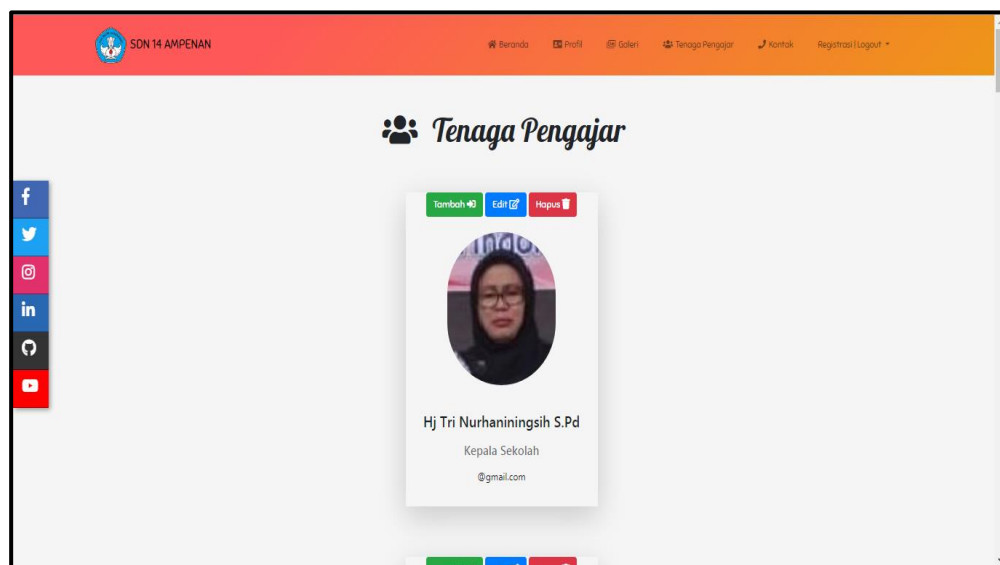 SDN 14 AMPENAN
Beranda Profil Galeri Tenaga Pengajar Kontak Registrasi | Logout
Tenaga Pengajar
Tambah Edit Hapus
Hj Tri Nurhaniningsih S.Pd
Kepala Sekolah
@gmail.com